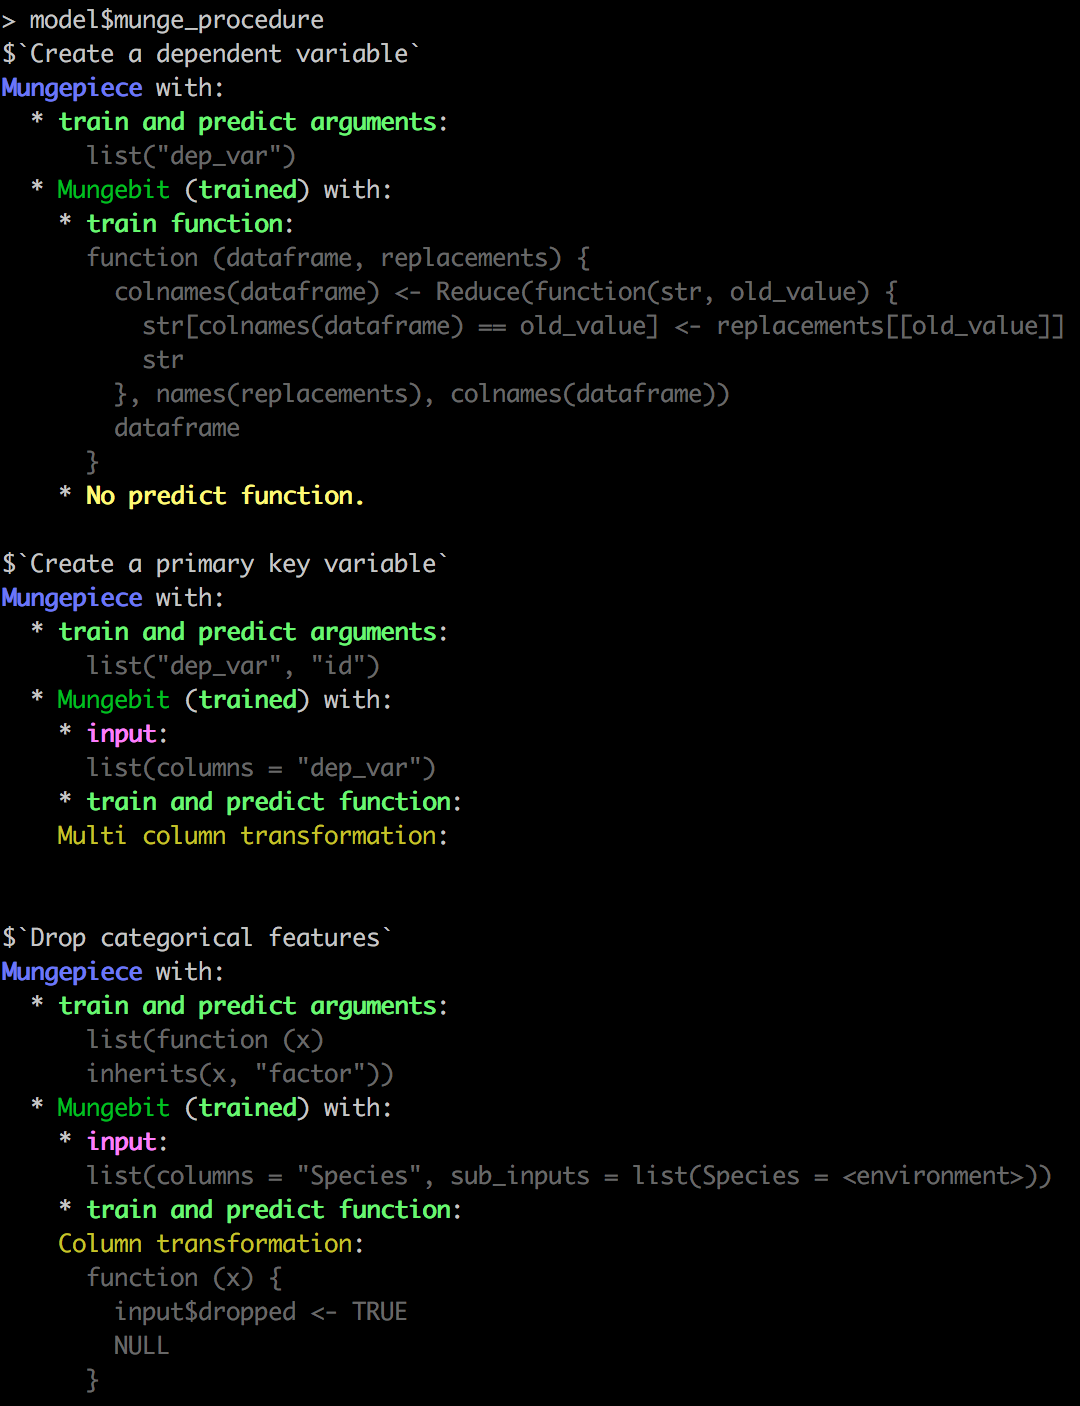 > model$munge_procedure
$`Create a dependent variable`
Mungepiece with:
  * train and predict arguments:
      list("dep_var")
  * Mungebit (trained) with:
    * train function:
      function (dataframe, replacements) {
        colnames(dataframe) <- Reduce(function(str, old_value) {
          str[colnames(dataframe) == old_value] <- replacements[[old_value]]
          str
        }, names(replacements), colnames(dataframe))
        dataframe
      }
    * No predict function.

$`Create a primary key variable`
Mungepiece with:
  * train and predict arguments:
      list("dep_var", "id")
  * Mungebit (trained) with:
    * input:
      list(columns = "dep_var")
    * train and predict function:
    Multi column transformation:


$`Drop categorical features`
Mungepiece with:
  * train and predict arguments:
      list(function (x)
      inherits(x, "factor"))
  * Mungebit (trained) with:
    * input:
      list(columns = "Species", sub_inputs = list(Species = <environment>))
    * train and predict function:
    Column transformation:
      function (x) {
        input$dropped <- TRUE
        NULL
      }